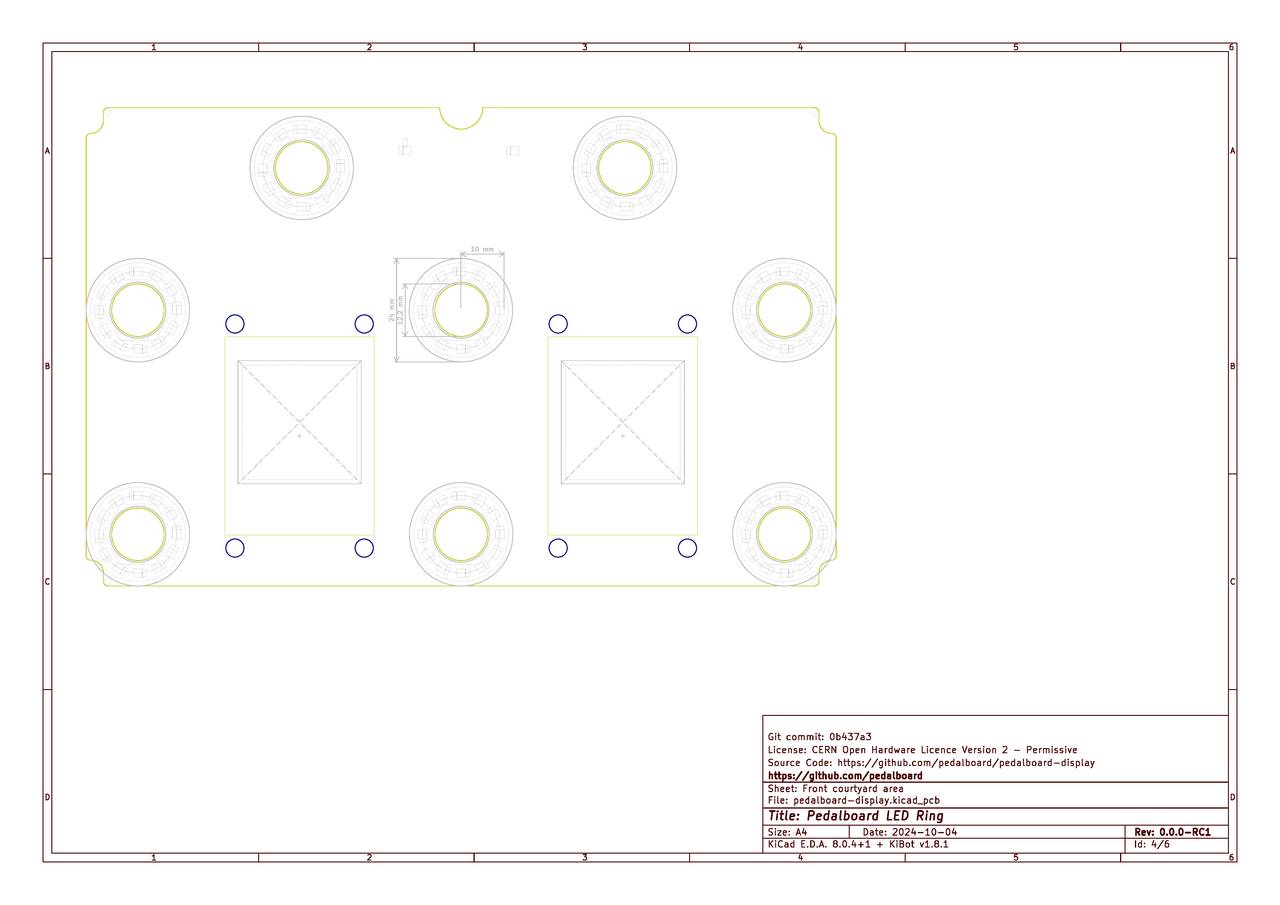 1 2 3 4 5 6
A A
10 mm
24 mm
12.2 mm
B B
C C
Git commit: 0b437a3
License: CERN Open Hardware Licence Version 2 - Permissive
Source Code: https://github.com/pedalboard/pedalboard-display
https://github.com/pedalboard
Sheet: Front courtyard area
D D
File: pedalboard-display.kicad_pcb
Title: Pedalboard LED Ring
Size: A4 Date: 2024-10-04 Rev: 0.0.0-RC1
KiCad E.D.A. 8.0.4+1 + KiBot v1.8.1 Id: 4/6
1 2 3 4 5 6